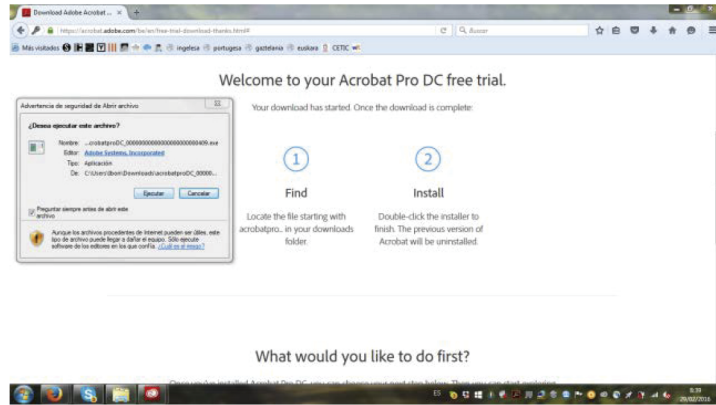 Download Adobe Acrobat ...
https://acrobat.adobe.com/be/en/free-trial-download-thanks.html#
Buscar
Más visitados
ingelesa
portugesa
gaztelania
euskara
CETIC
Welcome to your Acrobat Pro DC free trial.
Your download has started. Once the download is complete:
Advertencia de seguridad de Abrir archivo
¿Desea ejecutar este archivo?
Nombre:
Editor: Adobe Systems, Incorporated
Tipo: Aplicación
De:
Ejecutar
Cancelar
Preguntar siempre antes de abrir este
archivo
Aunque los archivos procedentes de Internet pueden ser útiles, este
tipo de archivo puede llegar a dañar el equipo. Sólo ejecute
software de los editores en los que confía. ¿Cuál es el riesgo?
1
Find
Locate the file starting with
acrobatpro.. in your downloads
folder.
2
Install
Double-click the installer to
finish. The previous version of
Acrobat will be uninstalled.
What would you like to do first?
ES
9:39
29/02/2016